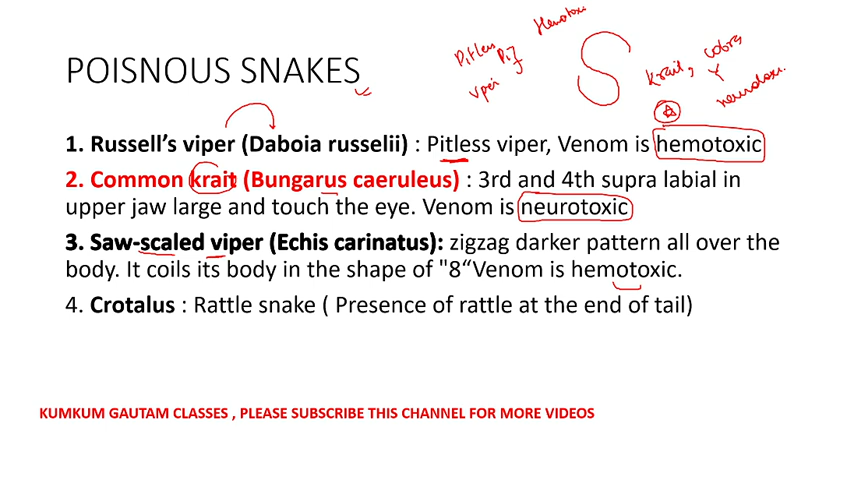 Hemotoxi
Pitless Pit
Viper
krait, cobra
neurotoxi.
POISNOUS SNAKES
1. Russell’s viper (Daboia russelii) : Pitless viper, Venom is hemotoxic
2. Common krait (Bungarus caeruleus) : 3rd and 4th supra labial in
upper jaw large and touch the eye. Venom is neurotoxic
3. Saw-scaled viper (Echis carinatus): zigzag darker pattern all over the
body. It coils its body in the shape of "8“Venom is hemotoxic.
4. Crotalus : Rattle snake ( Presence of rattle at the end of tail)
KUMKUM GAUTAM CLASSES , PLEASE SUBSCRIBE THIS CHANNEL FOR MORE VIDEOS